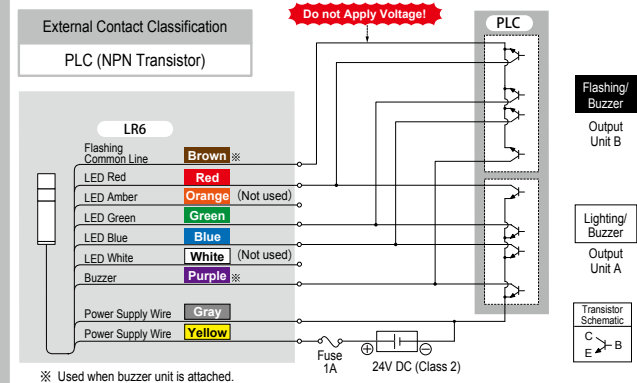 External Contact Classification
PLC (NPN Transistor)
Do not Apply Voltage!
PLC
LR6
Flashing
Common Line
Brown ※
LED Red
Red
LED Amber
Orange (Not used)
LED Green
Green
LED Blue
Blue
LED White
White (Not used)
Buzzer
Purple ※
Power Supply Wire
Gray
Power Supply Wire
Yellow
Fuse
1A
⊕ ⊖
24V DC (Class 2)
※ Used when buzzer unit is attached.
Flashing/
Buzzer
Output
Unit B
Lighting/
Buzzer
Output
Unit A
Transistor
Schematic
C
B
E